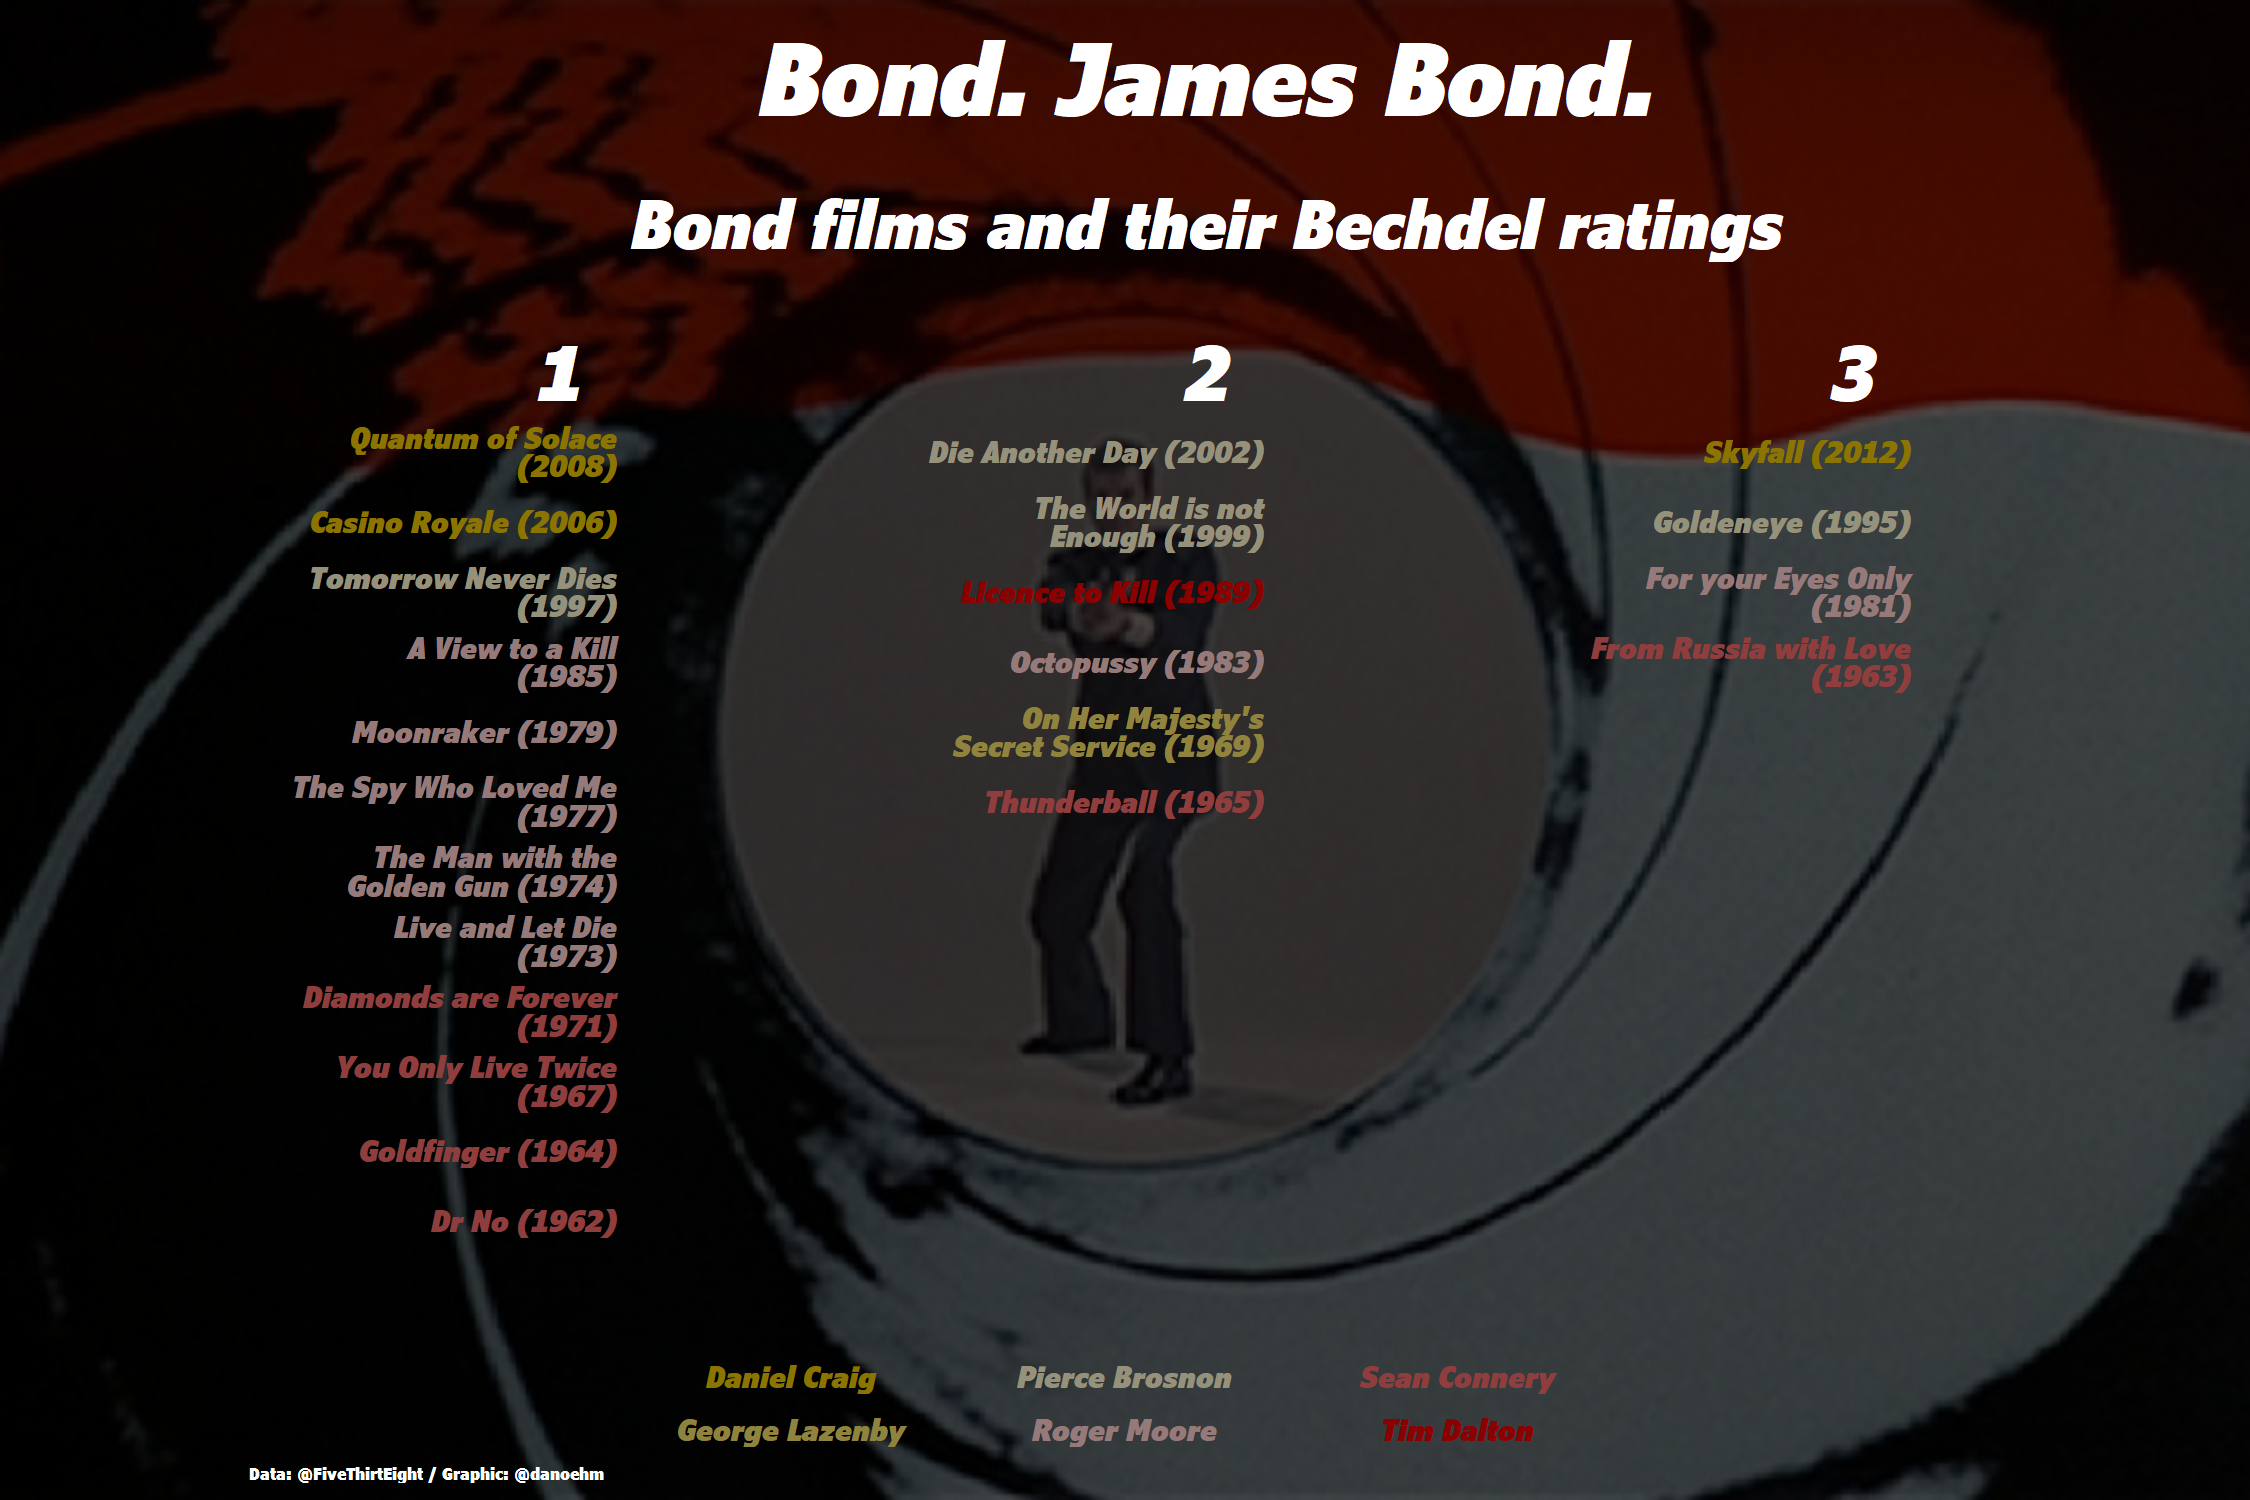 Bond. James Bond.
Bond films and their Bechdel ratings
1
Quantum of Solace
(2008)
Casino Royale (2006)
Tomorrow Never Dies
(1997)
A View to a Kill
(1985)
Moonraker (1979)
The Spy Who Loved Me
(1977)
The Man with the
Golden Gun (1974)
Live and Let Die
(1973)
Diamonds are Forever
(1971)
You Only Live Twice
(1967)
Goldfinger (1964)
Dr No (1962)
2
Die Another Day (2002)
The World is not
Enough (1999)
Licence to Kill (1989)
Octopussy (1983)
On Her Majesty's
Secret Service (1969)
Thunderball (1965)
3
Skyfall (2012)
Goldeneye (1995)
For your Eyes Only
(1981)
From Russia with Love
(1963)
Daniel Craig
Pierce Brosnon
Sean Connery
George Lazenby
Roger Moore
Tim Dalton
Data: @FiveThirtEight / Graphic: @danoehm